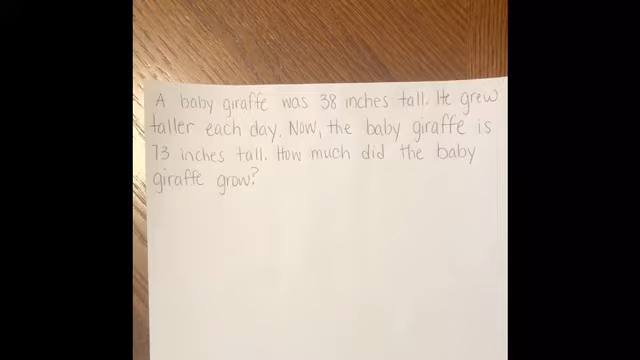 A baby giraffe was 38 inches tall. He grew
taller each day. Now, the baby giraffe is
73 inches tall. How much did the baby
giraffe grow?